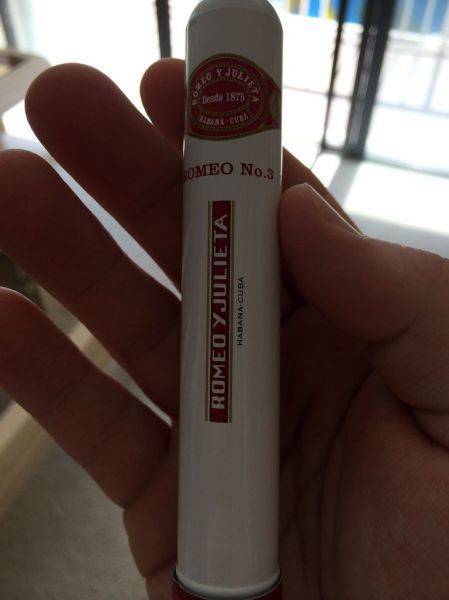 ROMEO Y JULIETA
Desde 1875
HABANA · CUBA
ROMEO No.3
ROMEO Y JULIETA
HABANA·CUBA